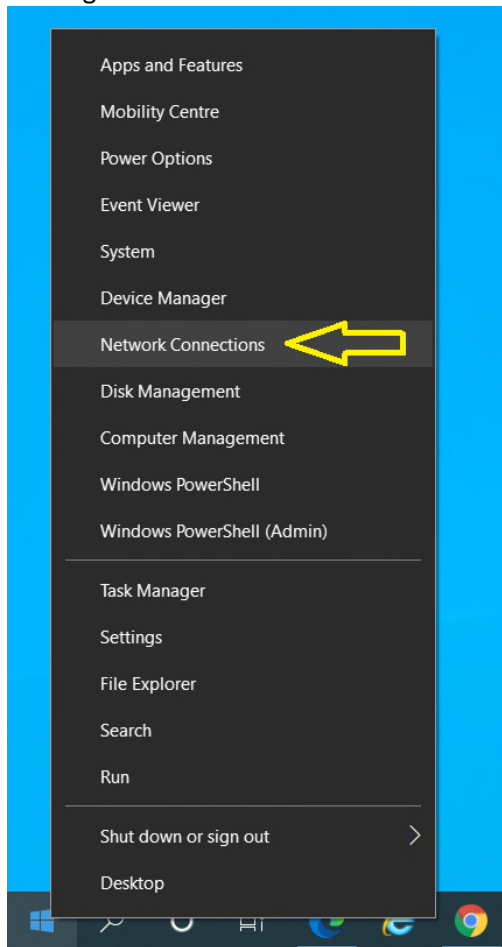 Apps and Features
Mobility Centre
Power Options
Event Viewer
System
Device Manager
Network Connections
Disk Management
Computer Management
Windows PowerShell
Windows PowerShell (Admin)
Task Manager
Settings
File Explorer
Search
Run
Shut down or sign out
Desktop